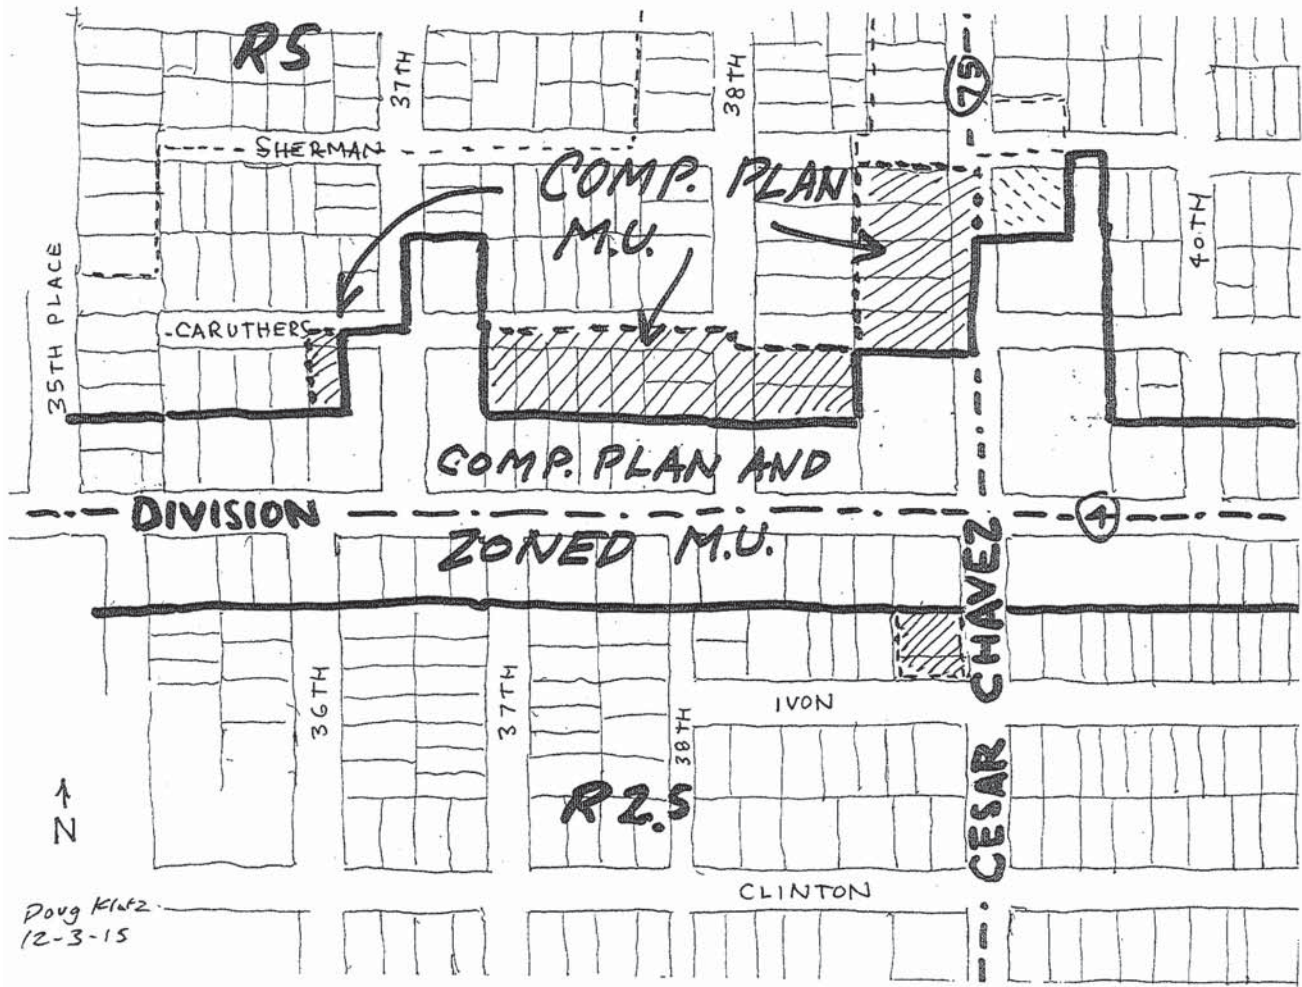 R5
37TH
38TH
75
SHERMAN
COMP. PLAN
M.U.
40TH
35TH PLACE
CARUTHERS
COMP. PLAN AND
DIVISION
4
ZONED M.U.
CESAR CHAVEZ
36TH
37TH
38TH
IVON
R2.5
N
CLINTON
Doug Klotz
12-3-15